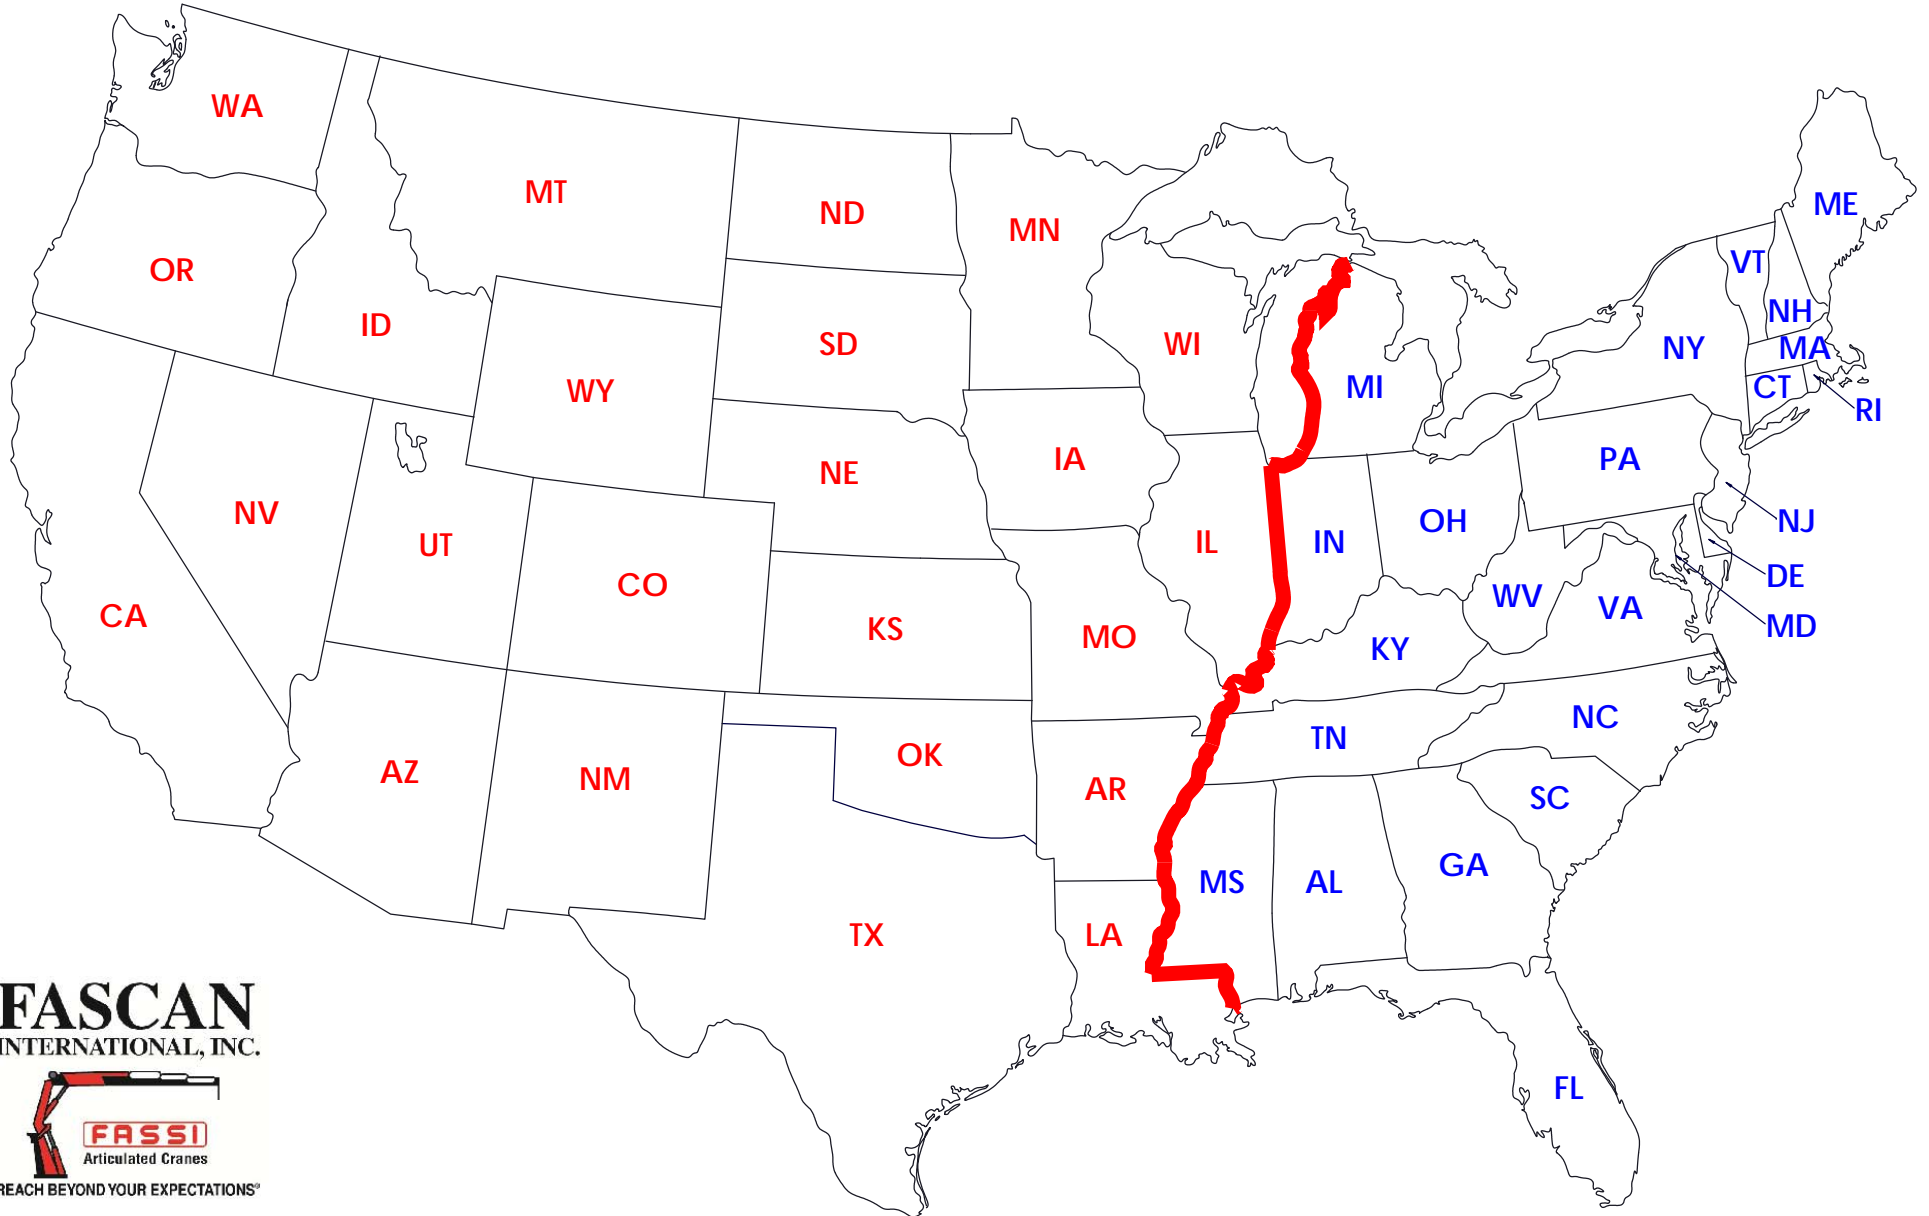 WA
MT
ND
MN
ME
OR
VT
ID
NH
SD
WI
NY
MA
WY
MI
CT
RI
IA
PA
NE
NV
OH
NJ
UT
IL
IN
CO
DE
WV
VA
CA
KS
MO
MD
KY
NC
TN
OK
AZ
NM
AR
SC
GA
MS
AL
TX
LA
FL
FASCAN
INTERNATIONAL, INC.
FASSI
Articulated Cranes
REACH BEYOND YOUR EXPECTATIONS®